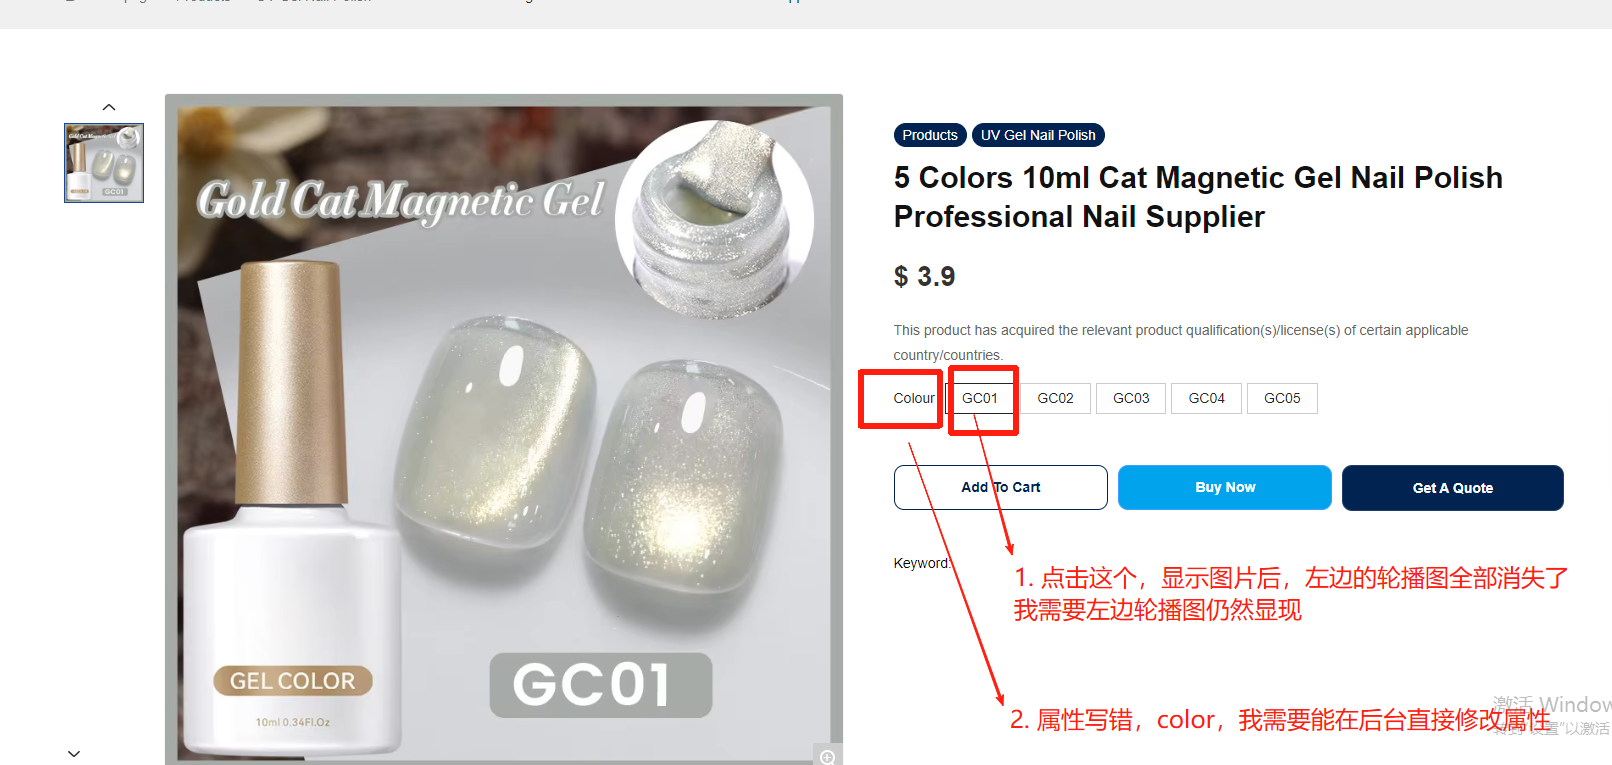 Gold Cat Magnetic Gel
GC01
Gold Cat Magnetic Gel
GEL COLOR
10ml 0.34Fl.Oz
GC01
Products
UV Gel Nail Polish
5 Colors 10ml Cat Magnetic Gel Nail Polish
Professional Nail Supplier
$ 3.9
This product has acquired the relevant product qualification(s)/license(s) of certain applicable
country/countries.
Colour
GC01
GC02
GC03
GC04
GC05
Add To Cart
Buy Now
Get A Quote
Keyword:
1. 点击这个，显示图片后，左边的轮播图全部消失了
我需要左边轮播图仍然显现
2. 属性写错，color，我需要能在后台直接修改属性
激活 Window
转到"设置"以激活